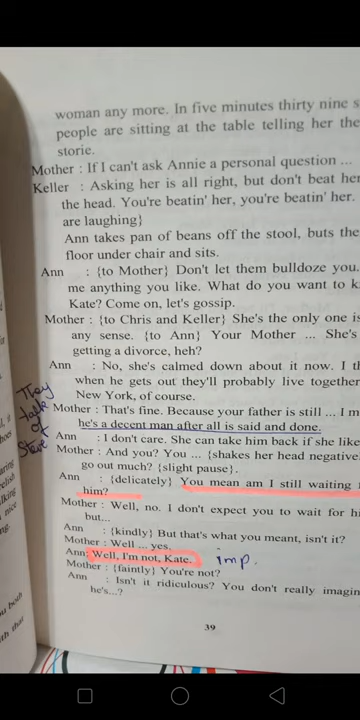 woman any more. In five minutes thirty nine s
people are sitting at the table telling her the
storie.
Mother : If I can't ask Annie a personal question ...
Keller : Asking her is all right, but don't beat her
the head. You're beatin' her, you're beatin' her.
are laughing}
Ann takes pan of beans off the stool, buts the
floor under chair and sits.
Ann : {to Mother} Don't let them bulldoze you.
me anything you like. What do you want to k
Kate? Come on, let's gossip.
Mother : {to Chris and Keller} She's the only one is
any sense. {to Ann} Your Mother ... She's
getting a divorce, heh?
Ann : No, she's calmed down about it now. I th
when he gets out they'll probably live together
New York, of course.
They talk of Steve
Mother : That's fine. Because your father is still ... I m
he's a decent man after all is said and done.
Ann : I don't care. She can take him back if she like
Mother : And you? You ... {shakes her head negative
go out much? {slight pause}.
Ann : {delicately} You mean am I still waiting
him?
Mother : Well, no. I don't expect you to wait for hi
but...
Ann : {kindly} But that's what you meant, isn't it?
Mother : Well ... yes.
Ann: Well, I'm not, Kate. imp.
Mother : {faintly} You're not?
Ann : Isn't it ridiculous? You don't really imagin
he's...?
39